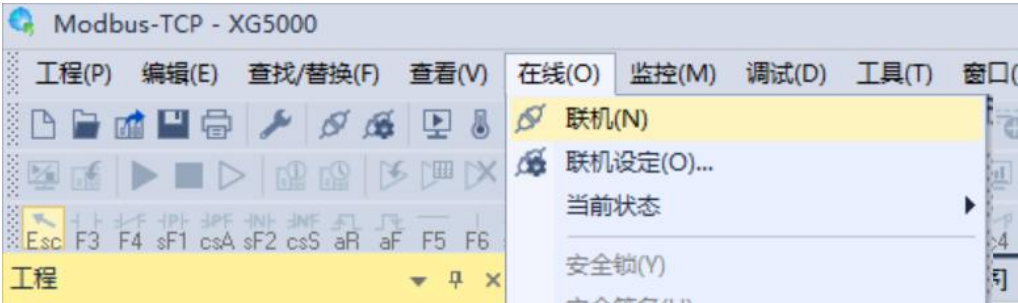 Modbus-TCP - XG5000
工程(P) 编辑(E) 查找/替换(F) 查看(V) 在线(O) 监控(M) 调试(D) 工具(T) 窗口(
联机(N)
联机设定(O)...
当前状态
Esc F3 F4 sF1 csA sF2 csS aR aF F5 F6
安全锁(Y)
工程